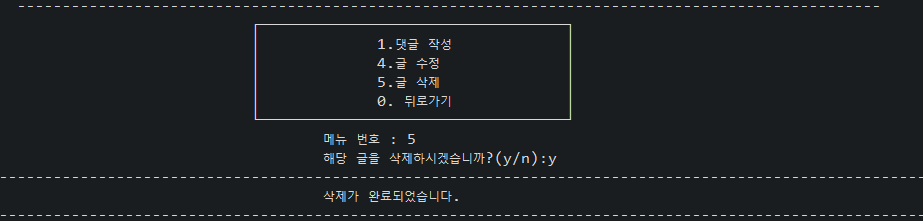 1.댓글 작성
4.글 수정
5.글 삭제
0. 뒤로가기
메뉴 번호 : 5
해당 글을 삭제하시겠습니까?(y/n):y
삭제가 완료되었습니다.